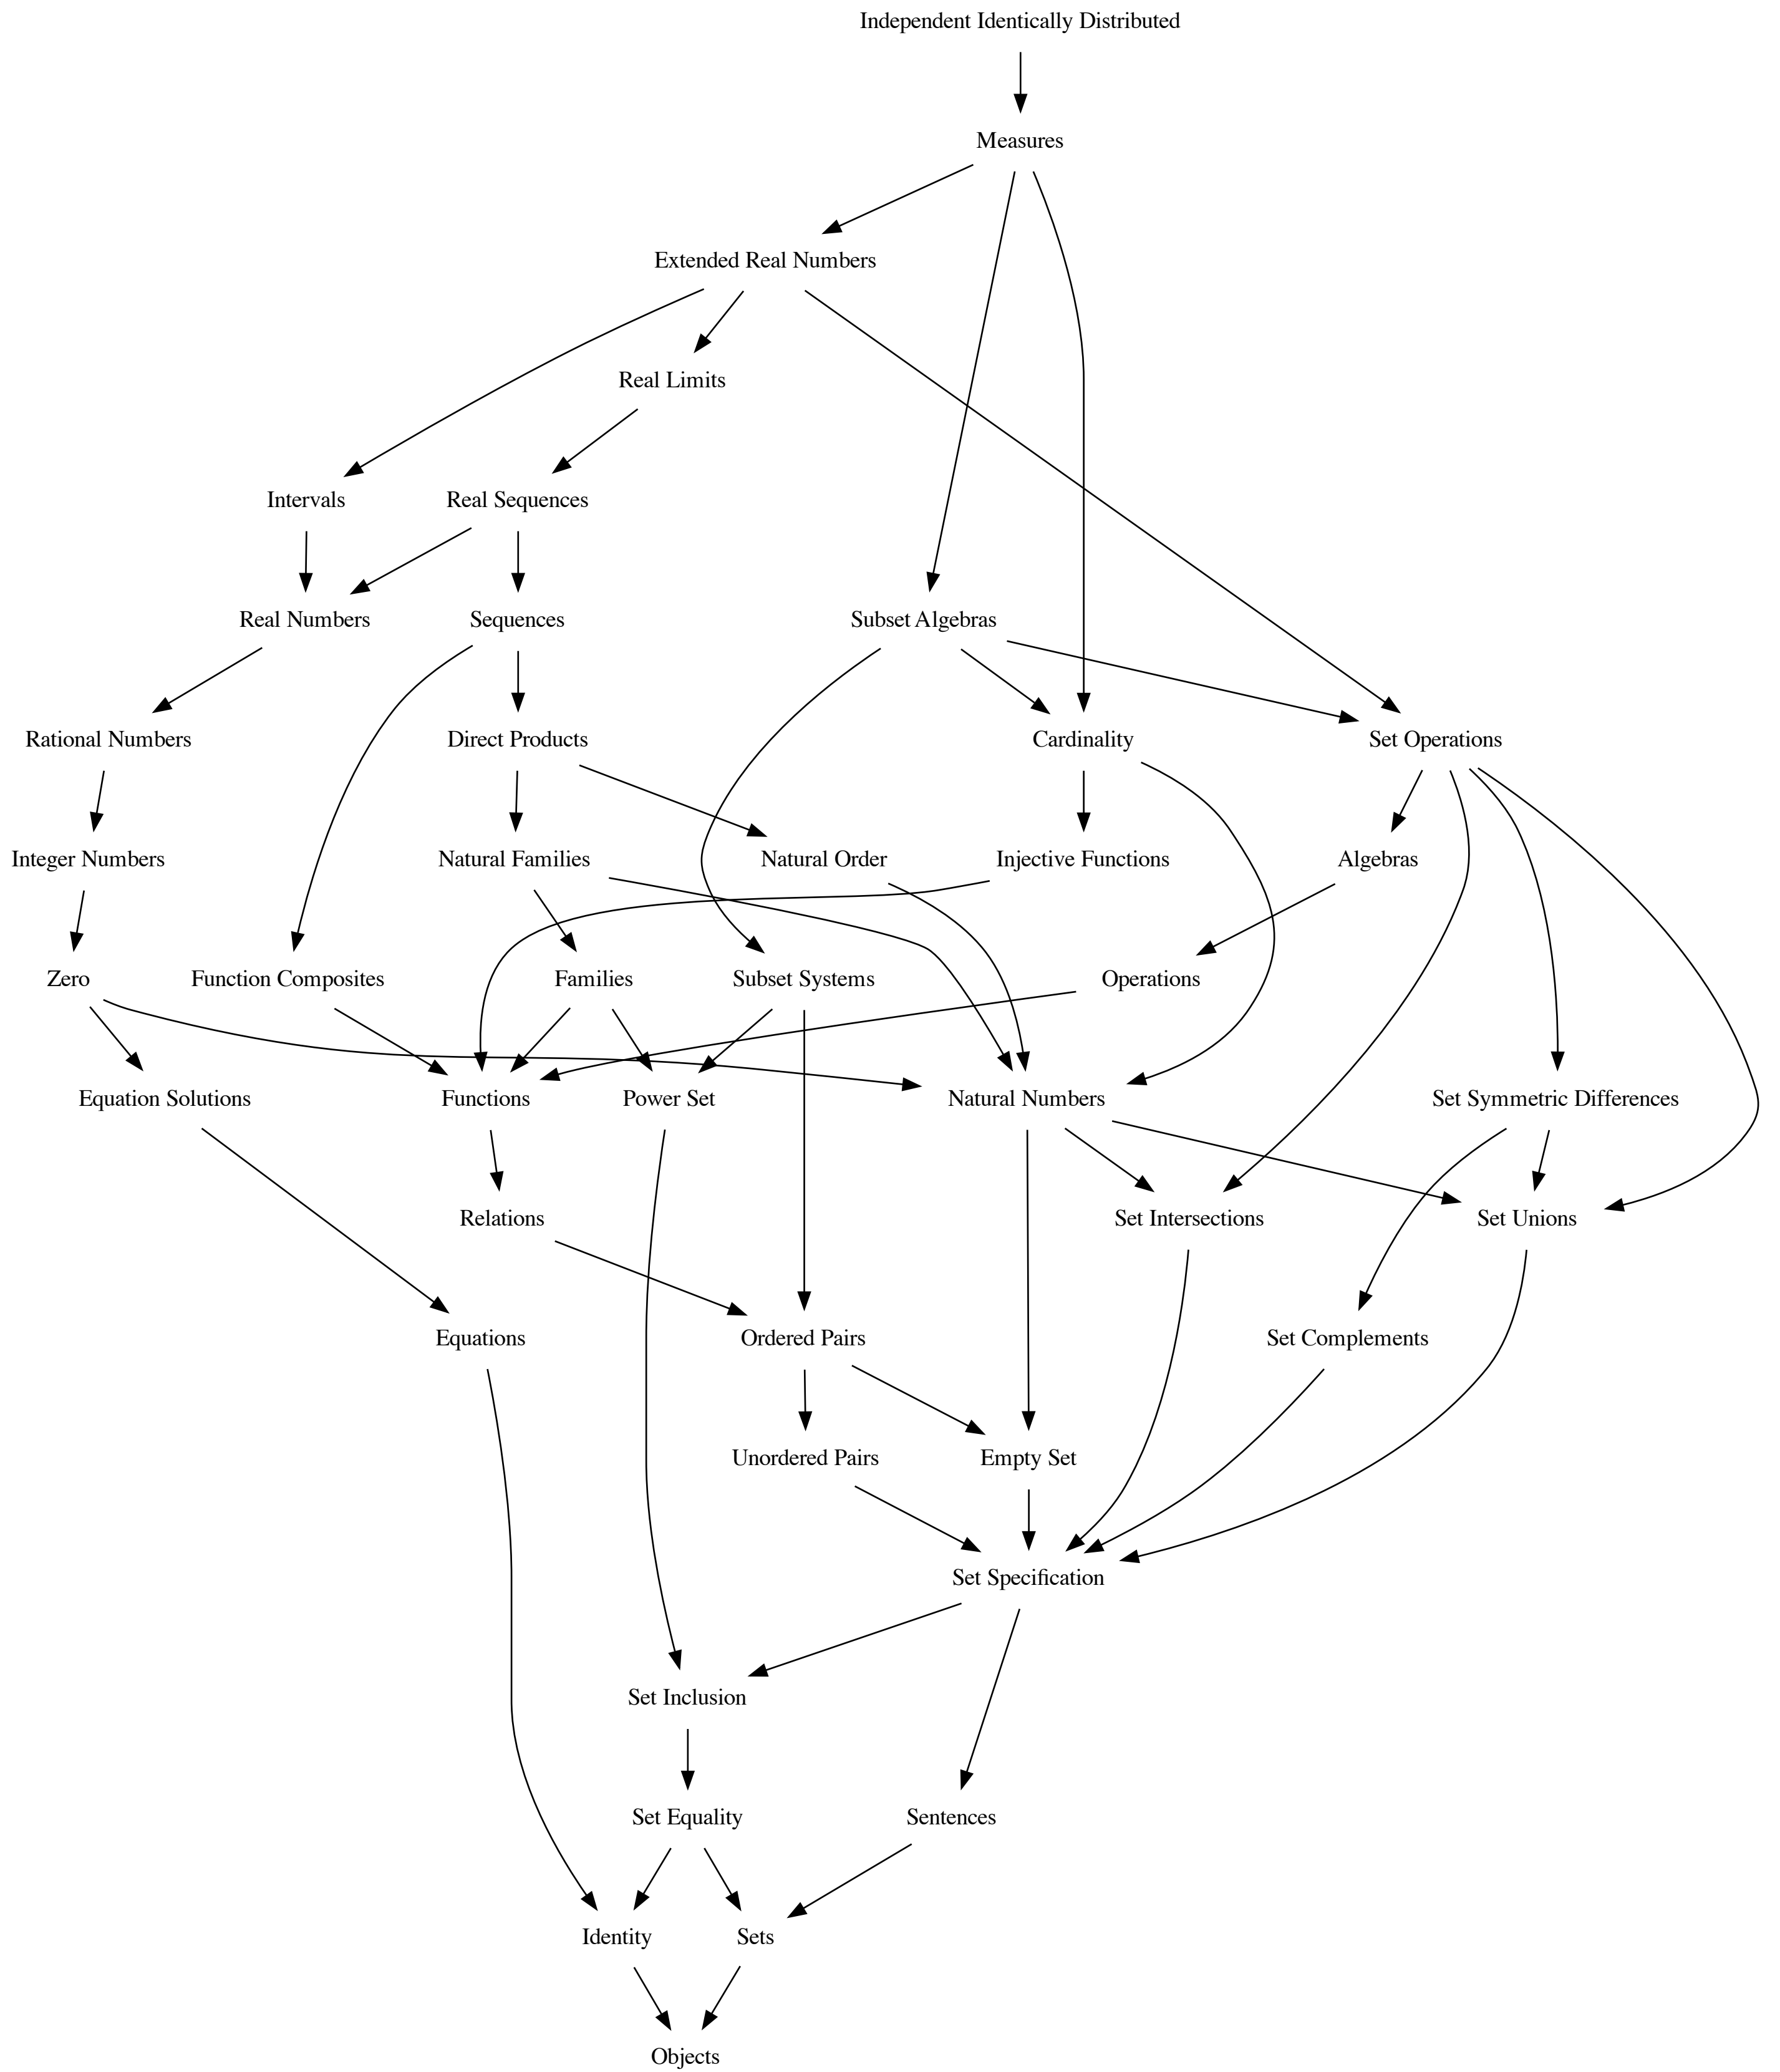 Independent Identically Distributed
Measures
Extended Real Numbers
Real Limits
Intervals
Real Sequences
Real Numbers
Sequences
Subset Algebras
Rational Numbers
Direct Products
Cardinality
Set Operations
Integer Numbers
Natural Families
Natural Order
Injective Functions
Algebras
Zero
Function Composites
Families
Subset Systems
Operations
Equation Solutions
Functions
Power Set
Natural Numbers
Set Symmetric Differences
Relations
Set Intersections
Set Unions
Equations
Ordered Pairs
Set Complements
Unordered Pairs
Empty Set
Set Specification
Set Inclusion
Set Equality
Sentences
Identity
Sets
Objects